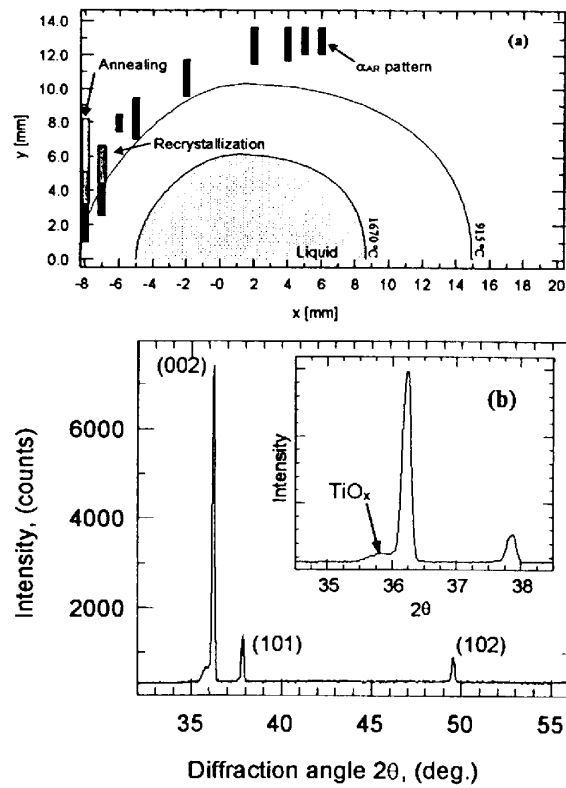 14.0
12.0
10.0
8.0
6.0
4.0
2.0
0.0
y [mm]
(a)
Annealing
αAR pattern
Recrystallization
Liquid
1670 °C
915 °C
-8 -6 -4 -2 -0 2 4 6 8 10 12 14 16 18 20
x [mm]
(002)
(b)
6000
4000
2000
Intensity, (counts)
Intensity
TiOx
35 36 37 38
2θ
(101)
(102)
35 40 45 50 55
Diffraction angle 2θ, (deg.)